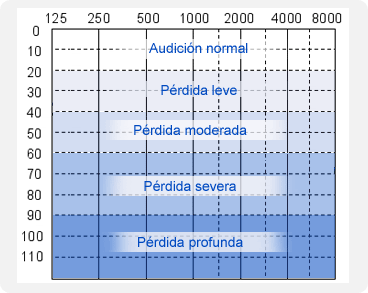 125 250 500 1000 2000 4000 8000
0
10
Audición normal
20
30
Pérdida leve
40
50
Pérdida moderada
60
70
Pérdida severa
80
90
100
Pérdida profunda
110